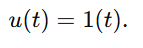 u(t) = 1(t).